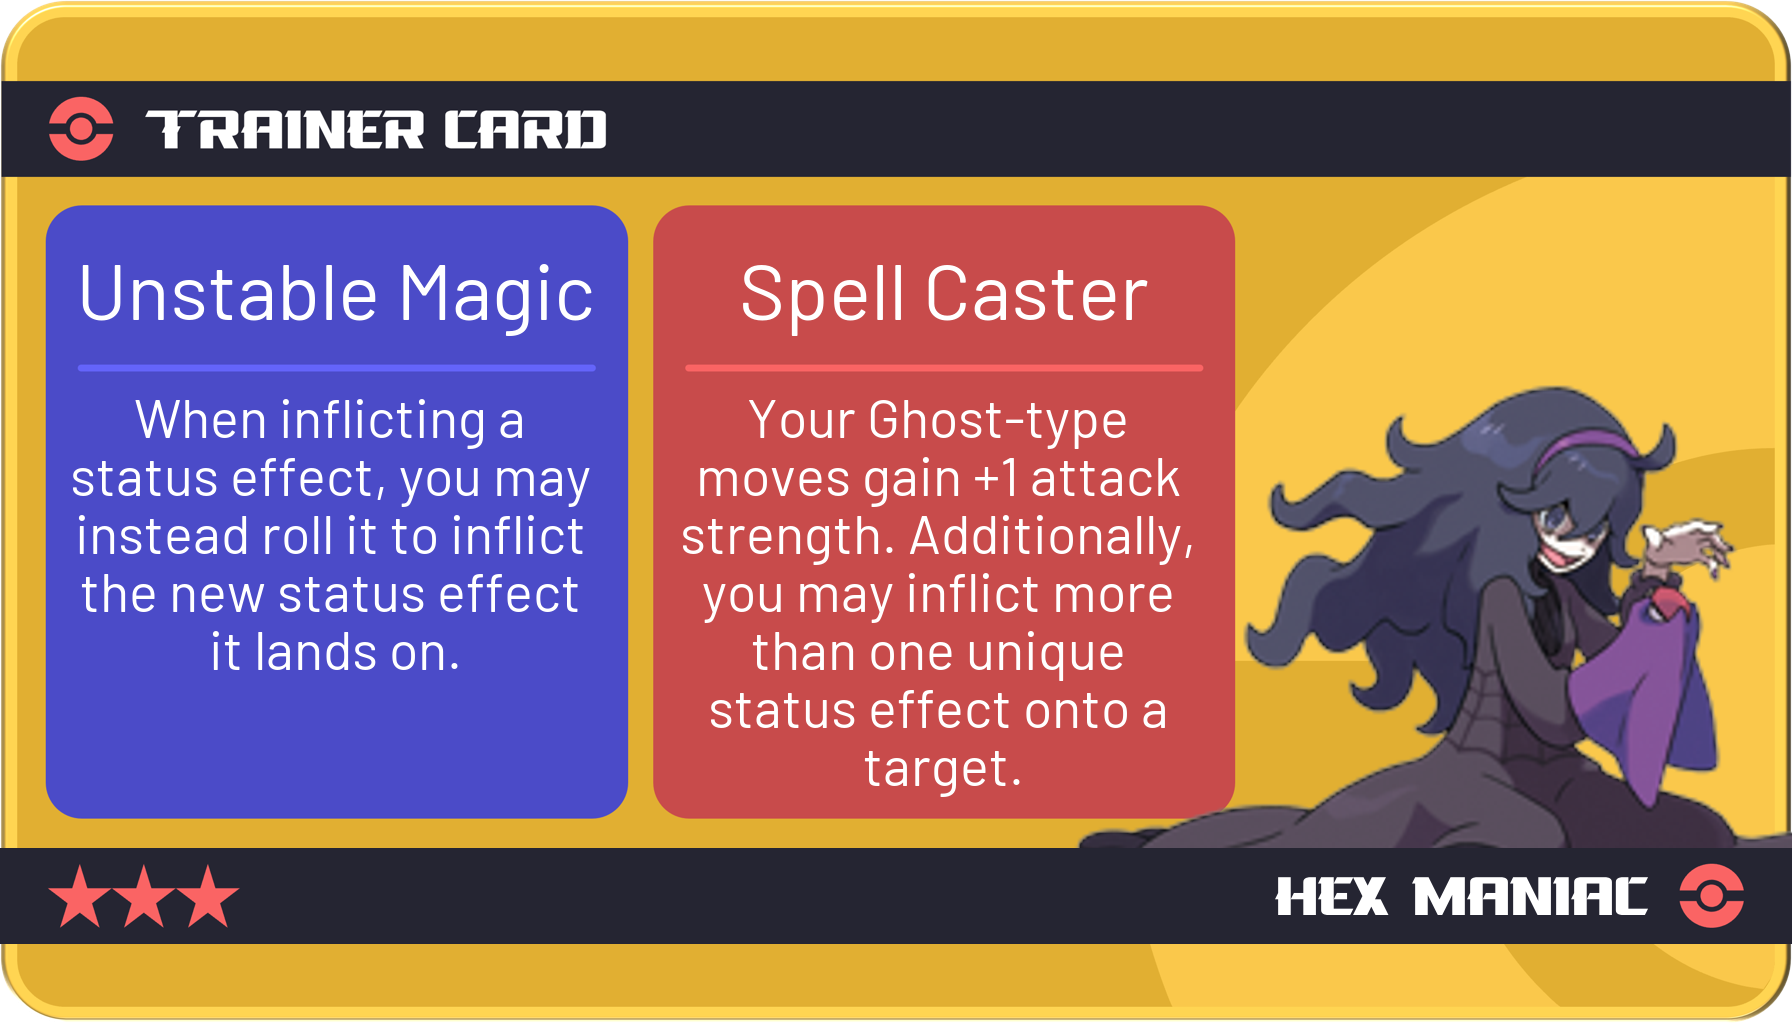 TRAINER CARD
Unstable Magic
When inflicting a
status effect, you may
instead roll it to inflict
the new status effect
it lands on.
Spell Caster
Your Ghost-type
moves gain +1 attack
strength. Additionally,
you may inflict more
than one unique
status effect onto a
target.
HEX MANIAC